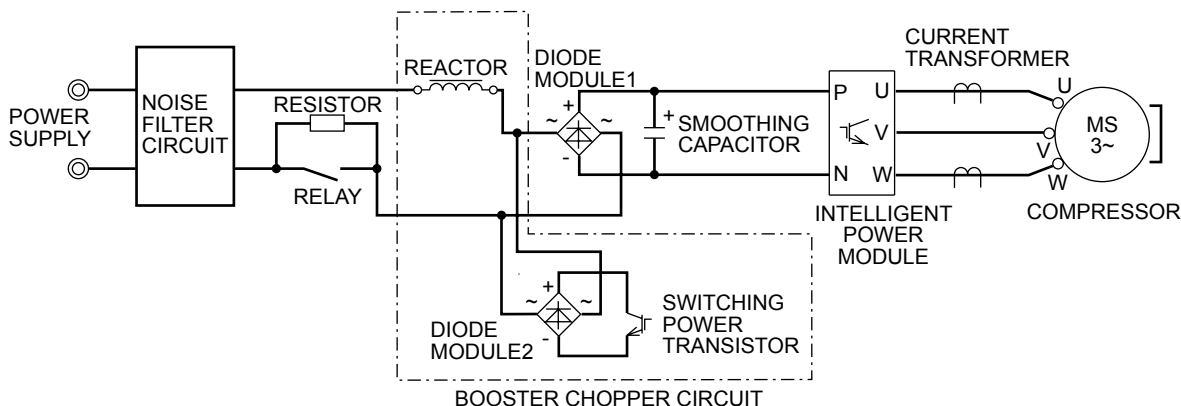 POWER
SUPPLY
NOISE
FILTER
CIRCUIT
RESISTOR
RELAY
REACTOR
DIODE
MODULE1
+
~
~
-
+
SMOOTHING
CAPACITOR
P
N
U
V
W
INTELLIGENT
POWER
MODULE
CURRENT
TRANSFORMER
U
V
W
MS
3~
COMPRESSOR
+
~
~
-
DIODE
MODULE2
SWITCHING
POWER
TRANSISTOR
BOOSTER CHOPPER CIRCUIT